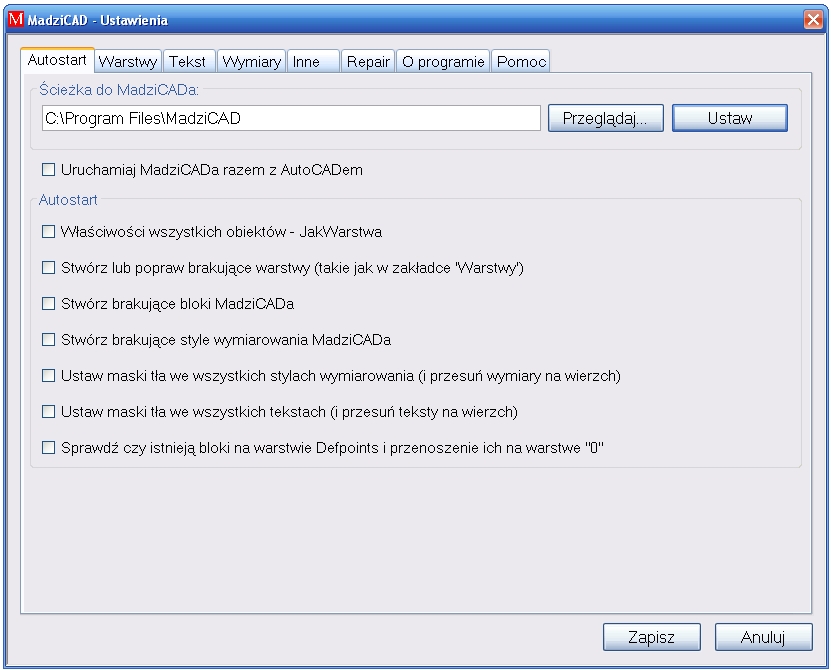 M MadziCAD - Ustawienia
Autostart Warstwy Tekst Wymiary Inne Repair O programie Pomoc
Ścieżka do MadziCADa:
C:\Program Files\MadziCAD Przeglądaj... Ustaw
Uruchamiaj MadziCADa razem z AutoCADem
Autostart
Właściwości wszystkich obiektów - JakWarstwa
Stwórz lub popraw brakujące warstwy (takie jak w zakładce 'Warstwy')
Stwórz brakujące bloki MadziCADa
Stwórz brakujące style wymiarowania MadziCADa
Ustaw maski tła we wszystkich stylach wymiarowania (i przesuń wymiary na wierzch)
Ustaw maski tła we wszystkich tekstach (i przesuń teksty na wierzch)
Sprawdź czy istnieją bloki na warstwie Defpoints i przenoszenie ich na warstwe "0"
Zapisz Anuluj